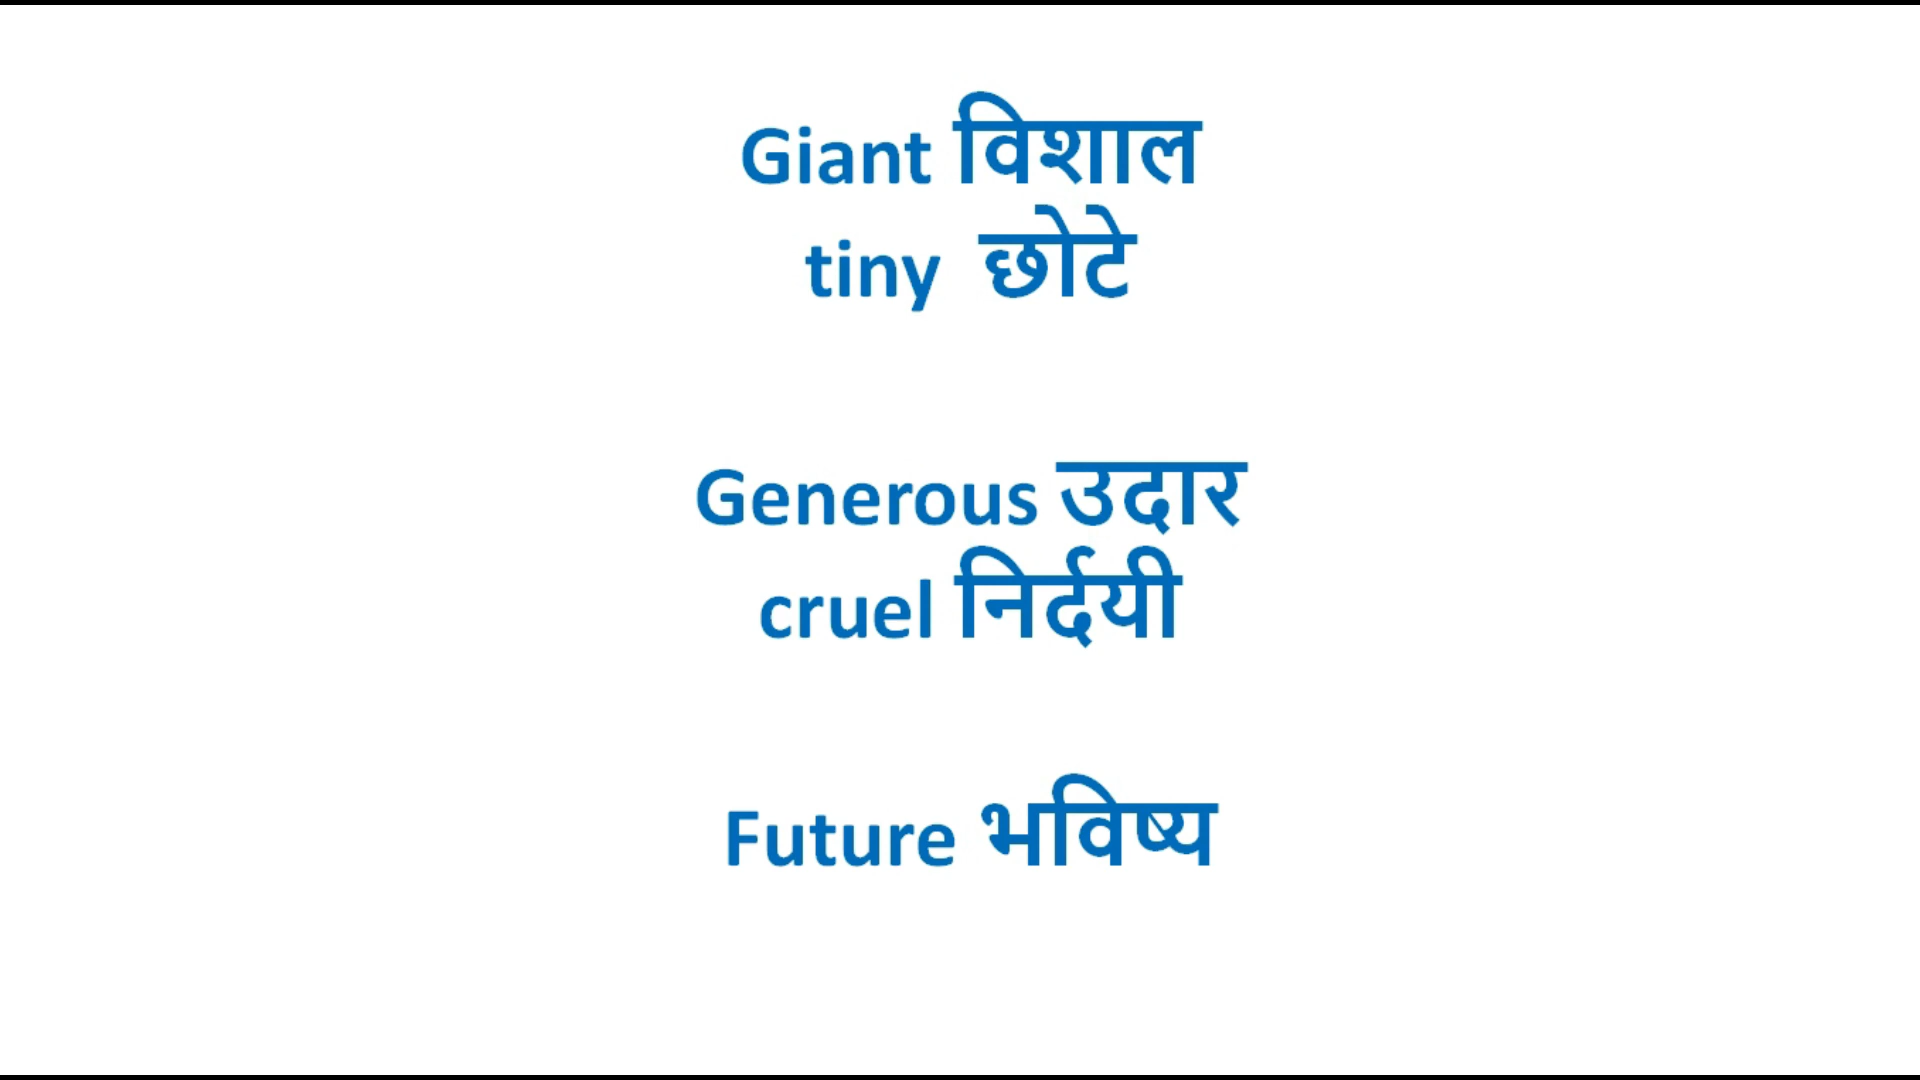 Giant विशाल
tiny छोटे
Generous उदार
cruel निर्दयी
Future भविष्य